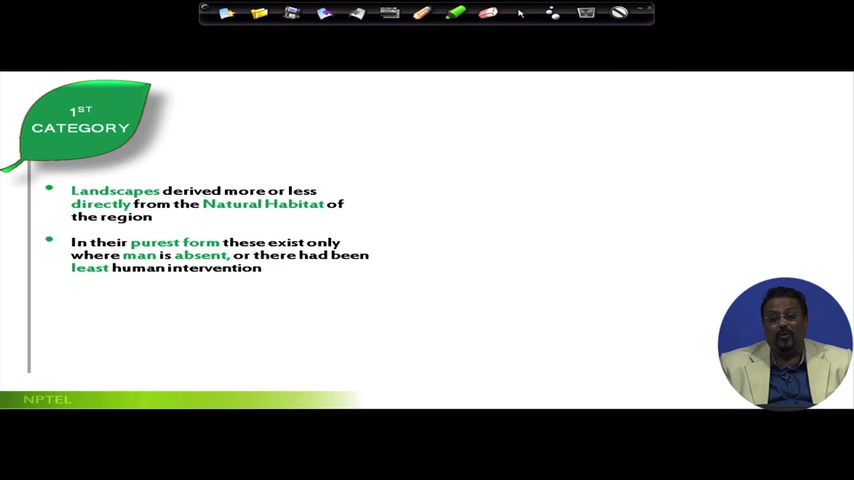 1ST
CATEGORY
Landscapes derived more or less
directly from the Natural Habitat of
the region
In their purest form these exist only
where man is absent, or there had been
least human intervention
NPTEL